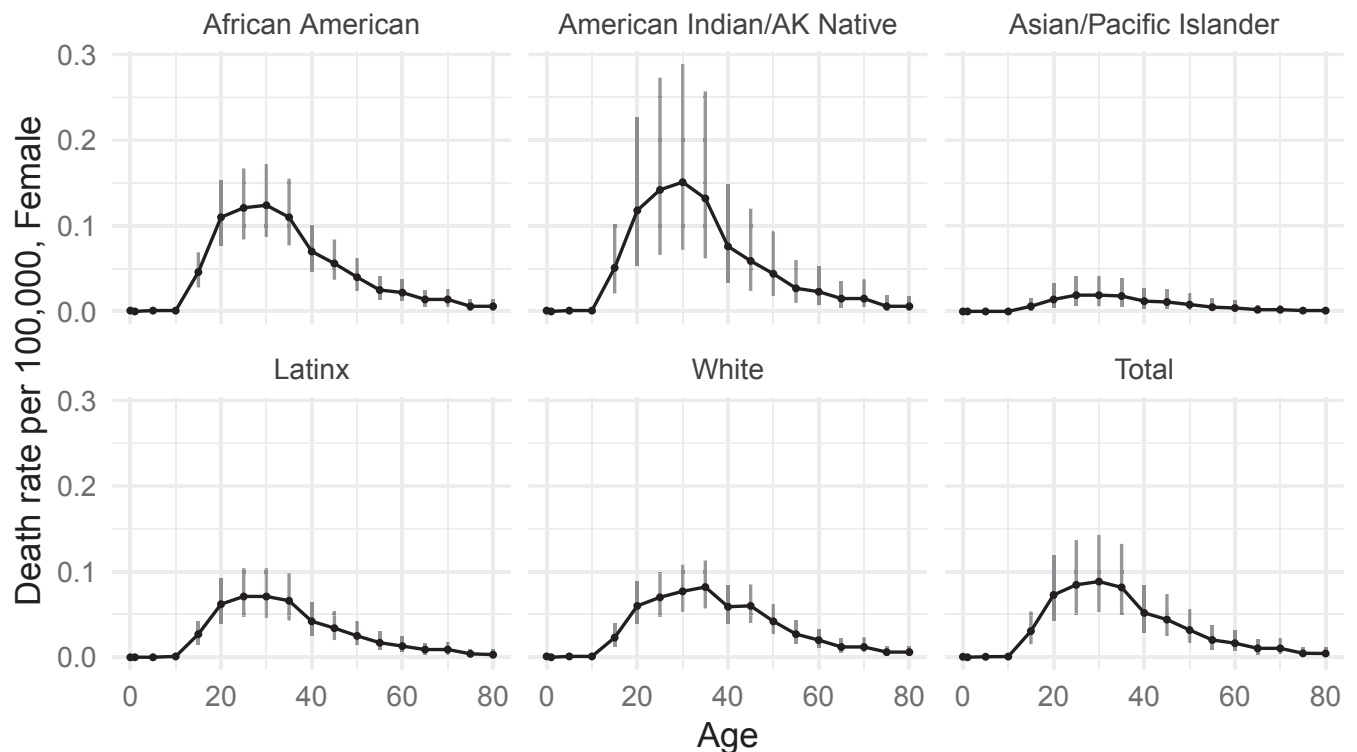 African American
American Indian/AK Native
Asian/Pacific Islander
0.3
0.2
0.1
0.0
Latinx
White
Total
0.3
0.2
0.1
0.0
0 20 40 60 80
0 20 40 60 80
0 20 40 60 80
Age
Death rate per 100,000, Female